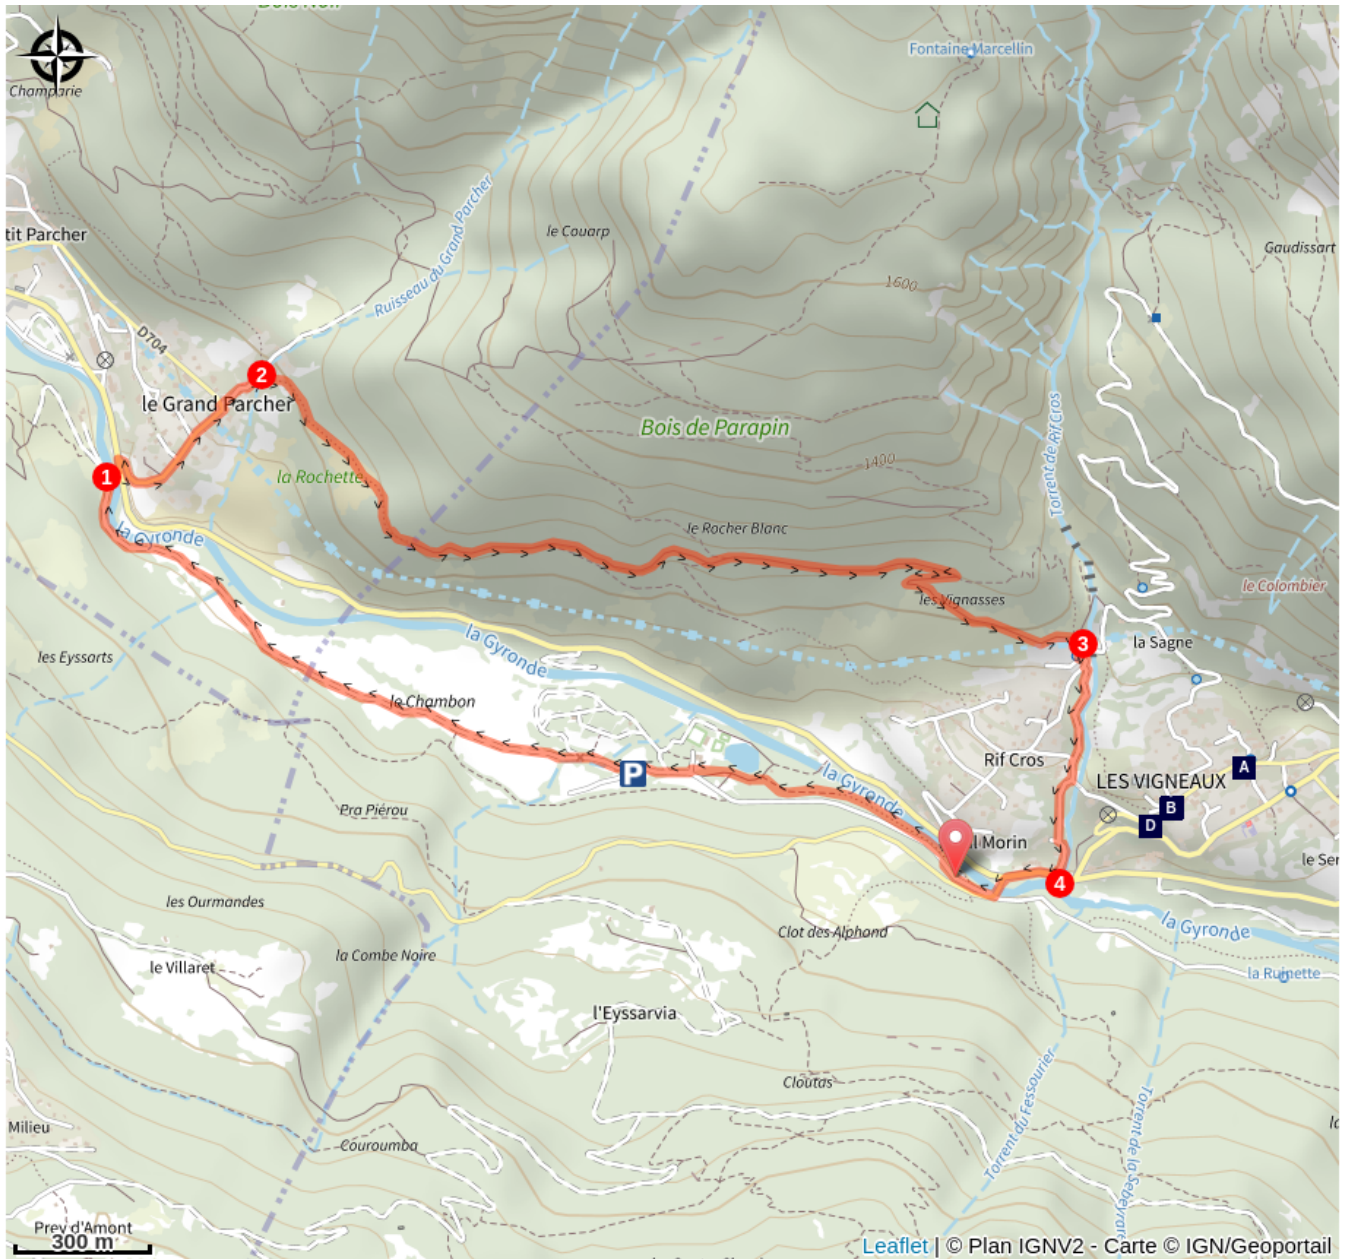 Bois Noir
Fontaine Marcellin
Champarie
Ruisseau du Grand Parcher
le Couarp
tit Parcher
Gaudissart
1600
D704
2
le Grand Parcher
Bois de Parapin
Torrent de Rif Cros
1400
1
la Rochette
le Rocher Blanc
la Gyronde
les Vignasses
le Colombier
la Gyronde
3
la Sagne
les Eyssarts
le Chambon
Rif Cros
P
la Gyronde
LES VIGNEAUX
A
B
D
Pra Piérou
l Morin
le Ser
4
les Ourmandes
Clot des Alphand
la Gyronde
la Combe Noire
le Villaret
la Ruinette
l'Eyssarvia
Cloutas
Torrent du Fessourier
Torrent de la Sebeyran
Milieu
Couroumba
Prey d'Amont
300 m
Leaflet | © Plan IGNV2 - Carte © IGN/Geoportail